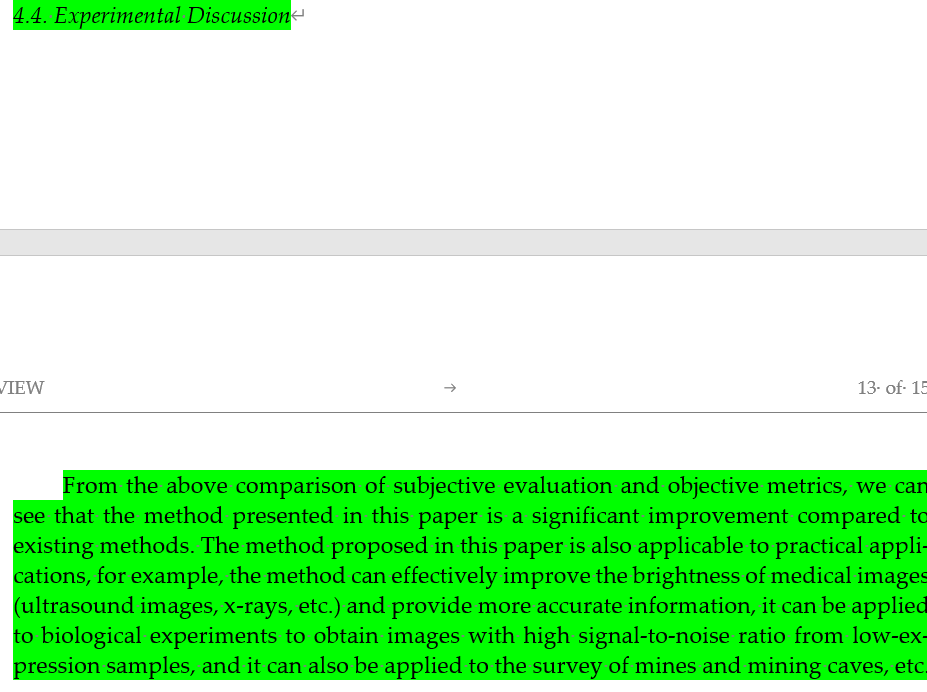 4.4. Experimental Discussion↵
VIEW → 13 of 15
From the above comparison of subjective evaluation and objective metrics, we can
see that the method presented in this paper is a significant improvement compared to
existing methods. The method proposed in this paper is also applicable to practical appli-
cations, for example, the method can effectively improve the brightness of medical images
(ultrasound images, x-rays, etc.) and provide more accurate information, it can be applied
to biological experiments to obtain images with high signal-to-noise ratio from low-ex-
pression samples, and it can also be applied to the survey of mines and mining caves, etc.